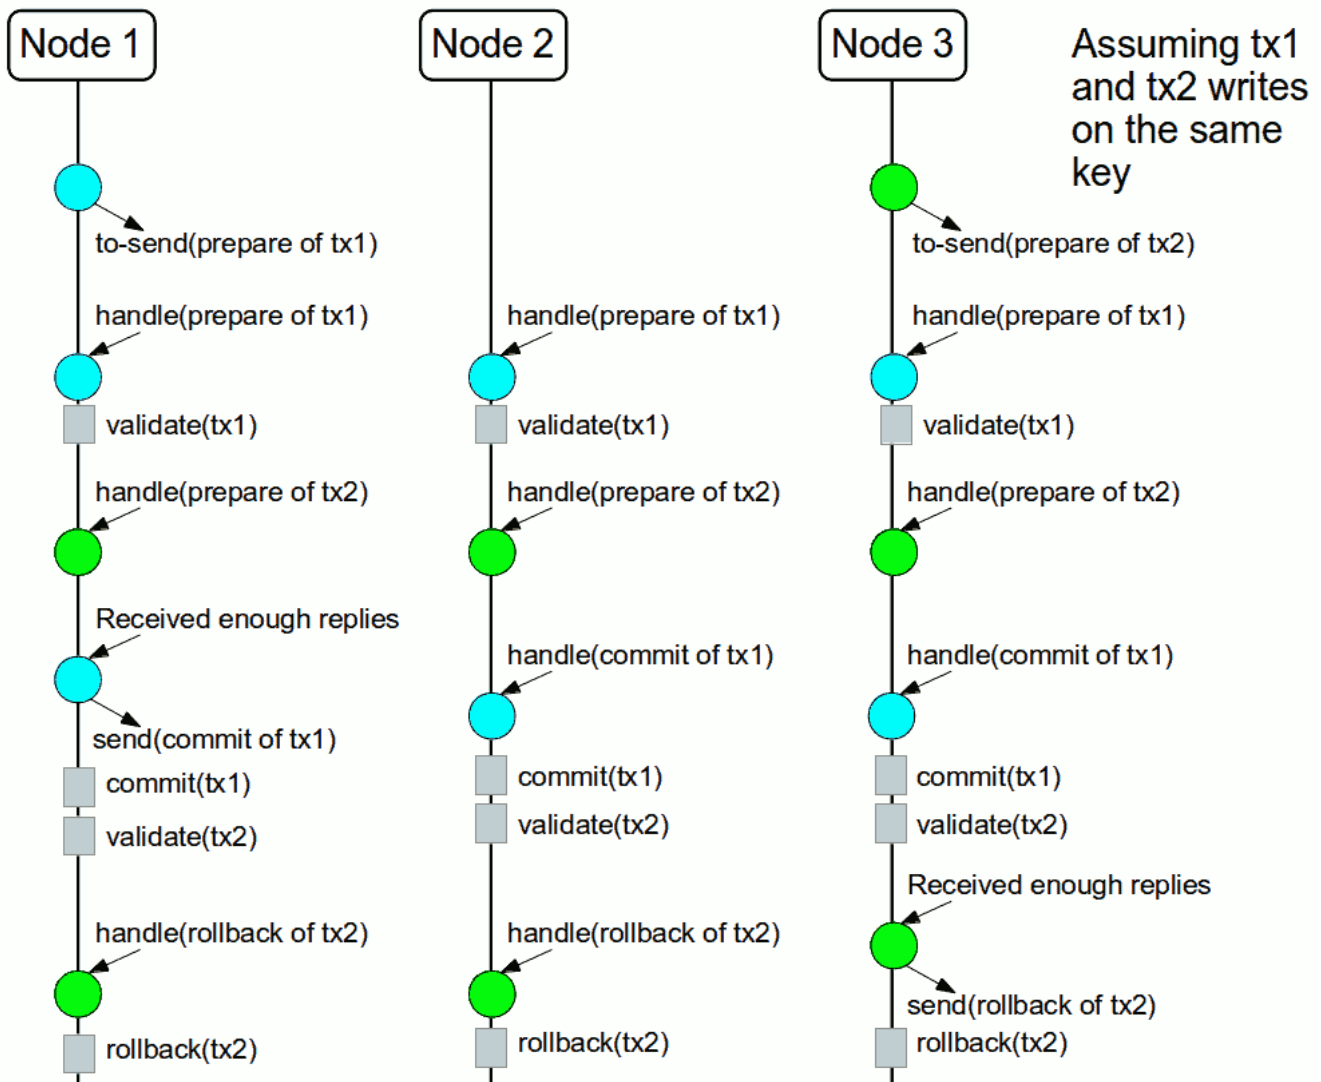 Node 1
Node 2
Node 3
Assuming tx1
and tx2 writes
on the same
key
to-send(prepare of tx1)
to-send(prepare of tx2)
handle(prepare of tx1)
handle(prepare of tx1)
handle(prepare of tx1)
validate(tx1)
validate(tx1)
validate(tx1)
handle(prepare of tx2)
handle(prepare of tx2)
handle(prepare of tx2)
Received enough replies
handle(commit of tx1)
handle(commit of tx1)
send(commit of tx1)
commit(tx1)
commit(tx1)
commit(tx1)
validate(tx2)
validate(tx2)
validate(tx2)
Received enough replies
handle(rollback of tx2)
handle(rollback of tx2)
send(rollback of tx2)
rollback(tx2)
rollback(tx2)
rollback(tx2)